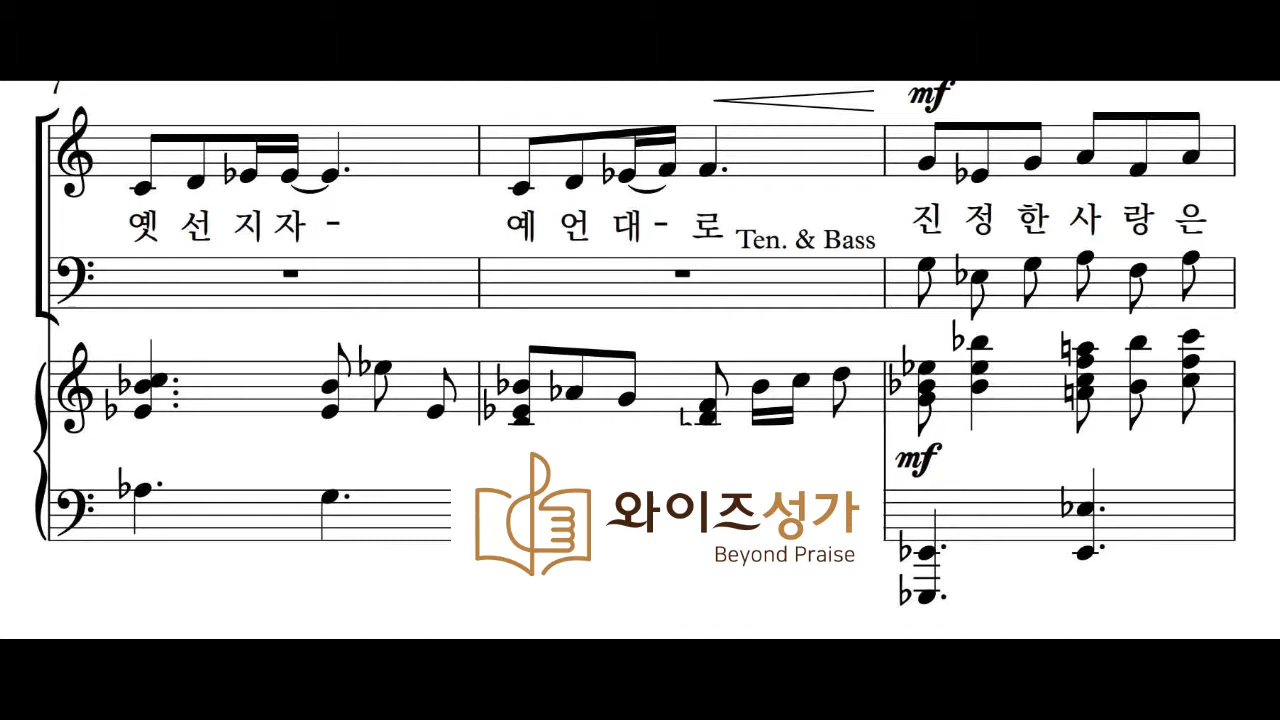 mf
옛 선 지 자 - 예 언 대 - 로 진 정 한 사 랑 은
Ten. & Bass
mf
와이즈성가
Beyond Praise